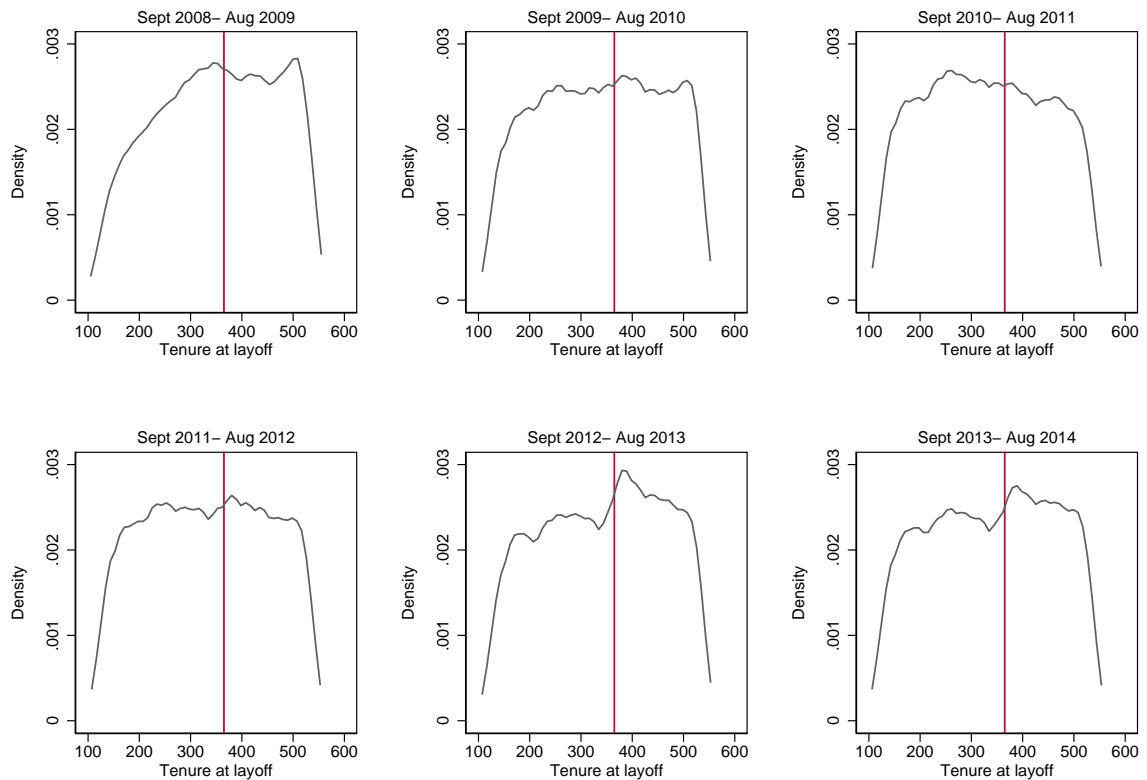 Sept 2008– Aug 2009
Sept 2009– Aug 2010
Sept 2010– Aug 2011
Density
0
.001
.002
.003
100 200 300 400 500 600
Tenure at layoff
Density
0
.001
.002
.003
100 200 300 400 500 600
Tenure at layoff
Density
0
.001
.002
.003
100 200 300 400 500 600
Tenure at layoff
Sept 2011– Aug 2012
Sept 2012– Aug 2013
Sept 2013– Aug 2014
Density
0
.001
.002
.003
100 200 300 400 500 600
Tenure at layoff
Density
0
.001
.002
.003
100 200 300 400 500 600
Tenure at layoff
Density
0
.001
.002
.003
100 200 300 400 500 600
Tenure at layoff